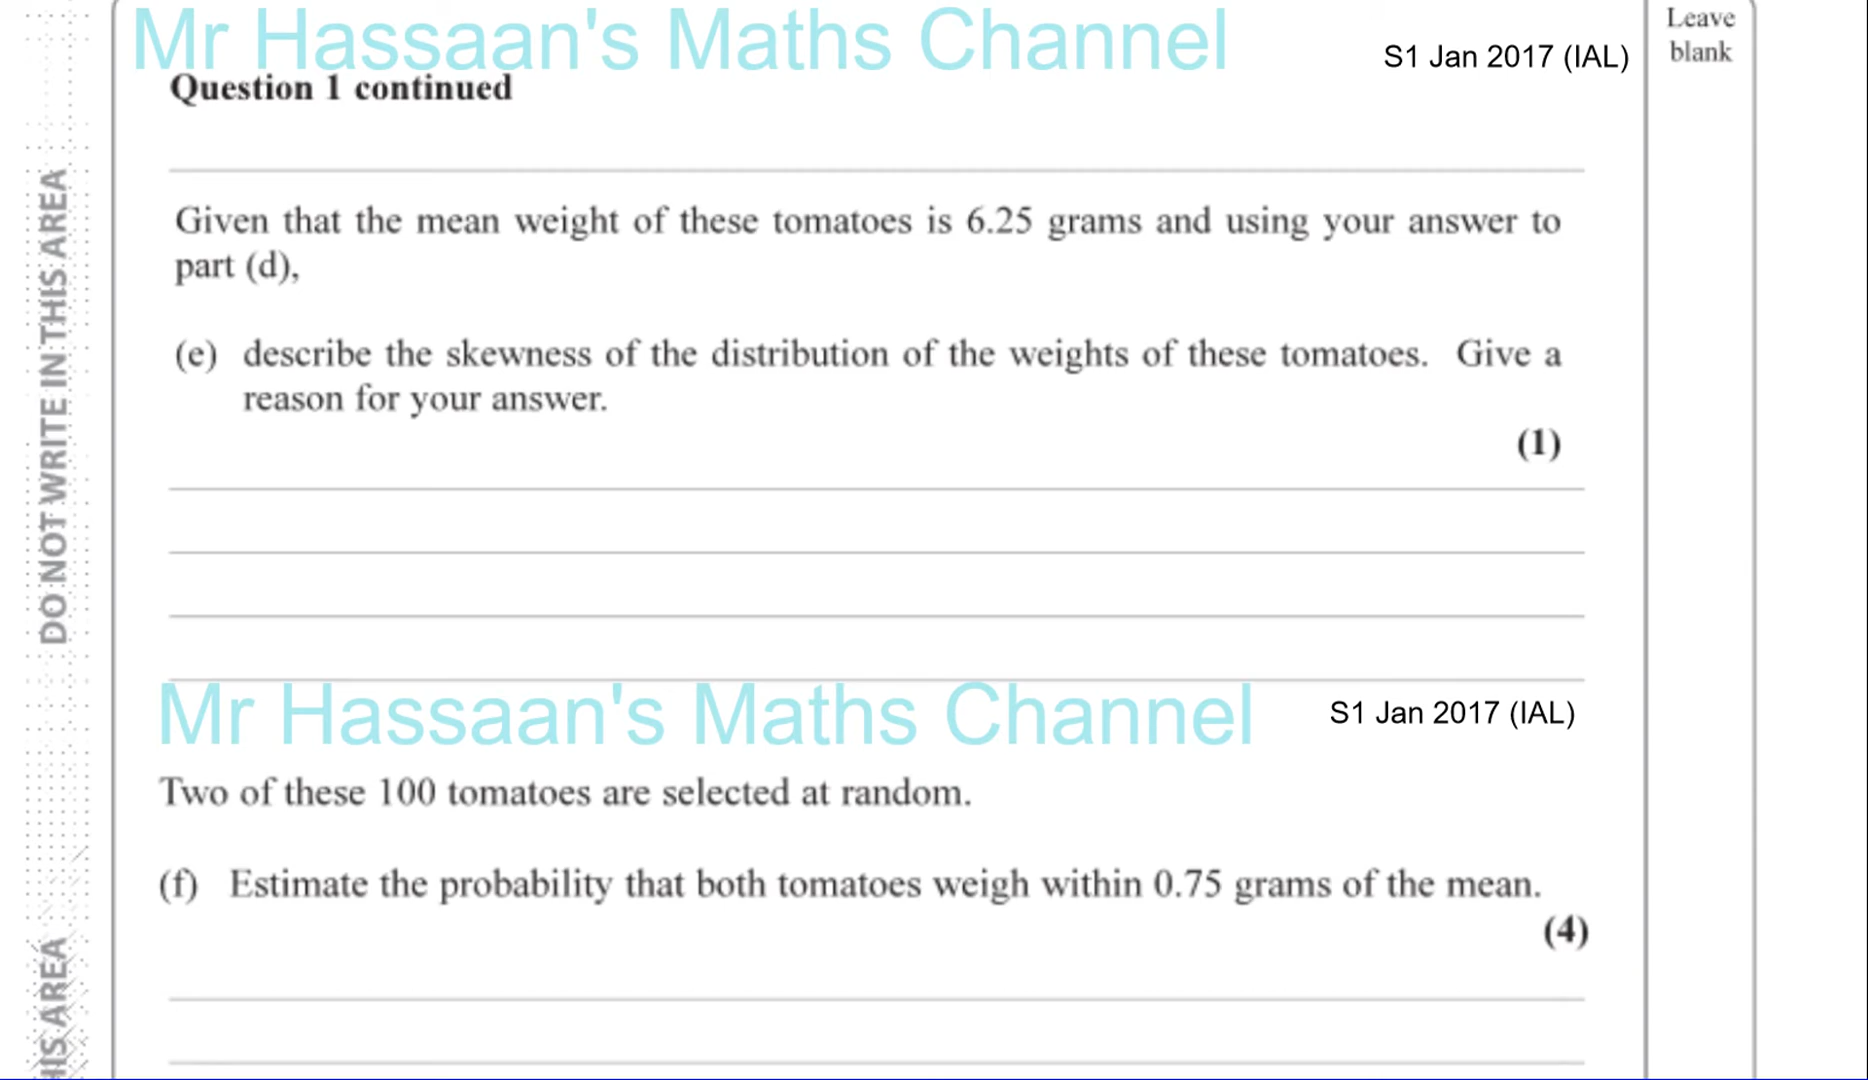 Mr Hassaan's Maths Channel
S1 Jan 2017 (IAL)
Leave
blank
Question 1 continued
DO NOT WRITE IN THIS AREA
Given that the mean weight of these tomatoes is 6.25 grams and using your answer to
part (d),
(e) describe the skewness of the distribution of the weights of these tomatoes. Give a
reason for your answer.
(1)
Mr Hassaan's Maths Channel
S1 Jan 2017 (IAL)
Two of these 100 tomatoes are selected at random.
(f) Estimate the probability that both tomatoes weigh within 0.75 grams of the mean.
(4)
HIS AREA